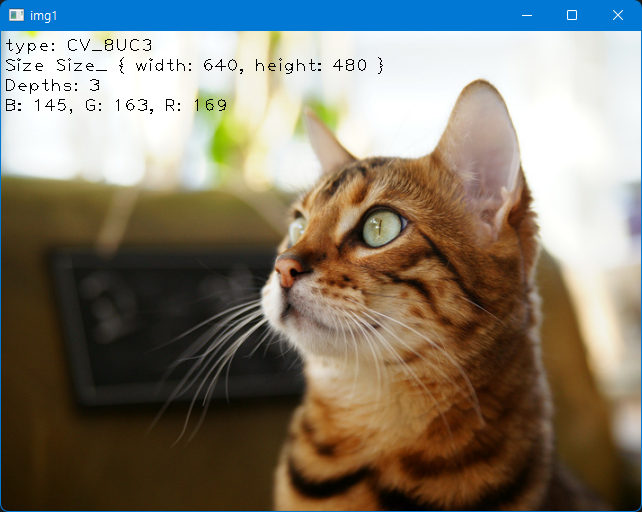 img1
type: CV_8UC3
Size Size_ { width: 640, height: 480 }
Depths: 3
B: 145, G: 163, R: 169